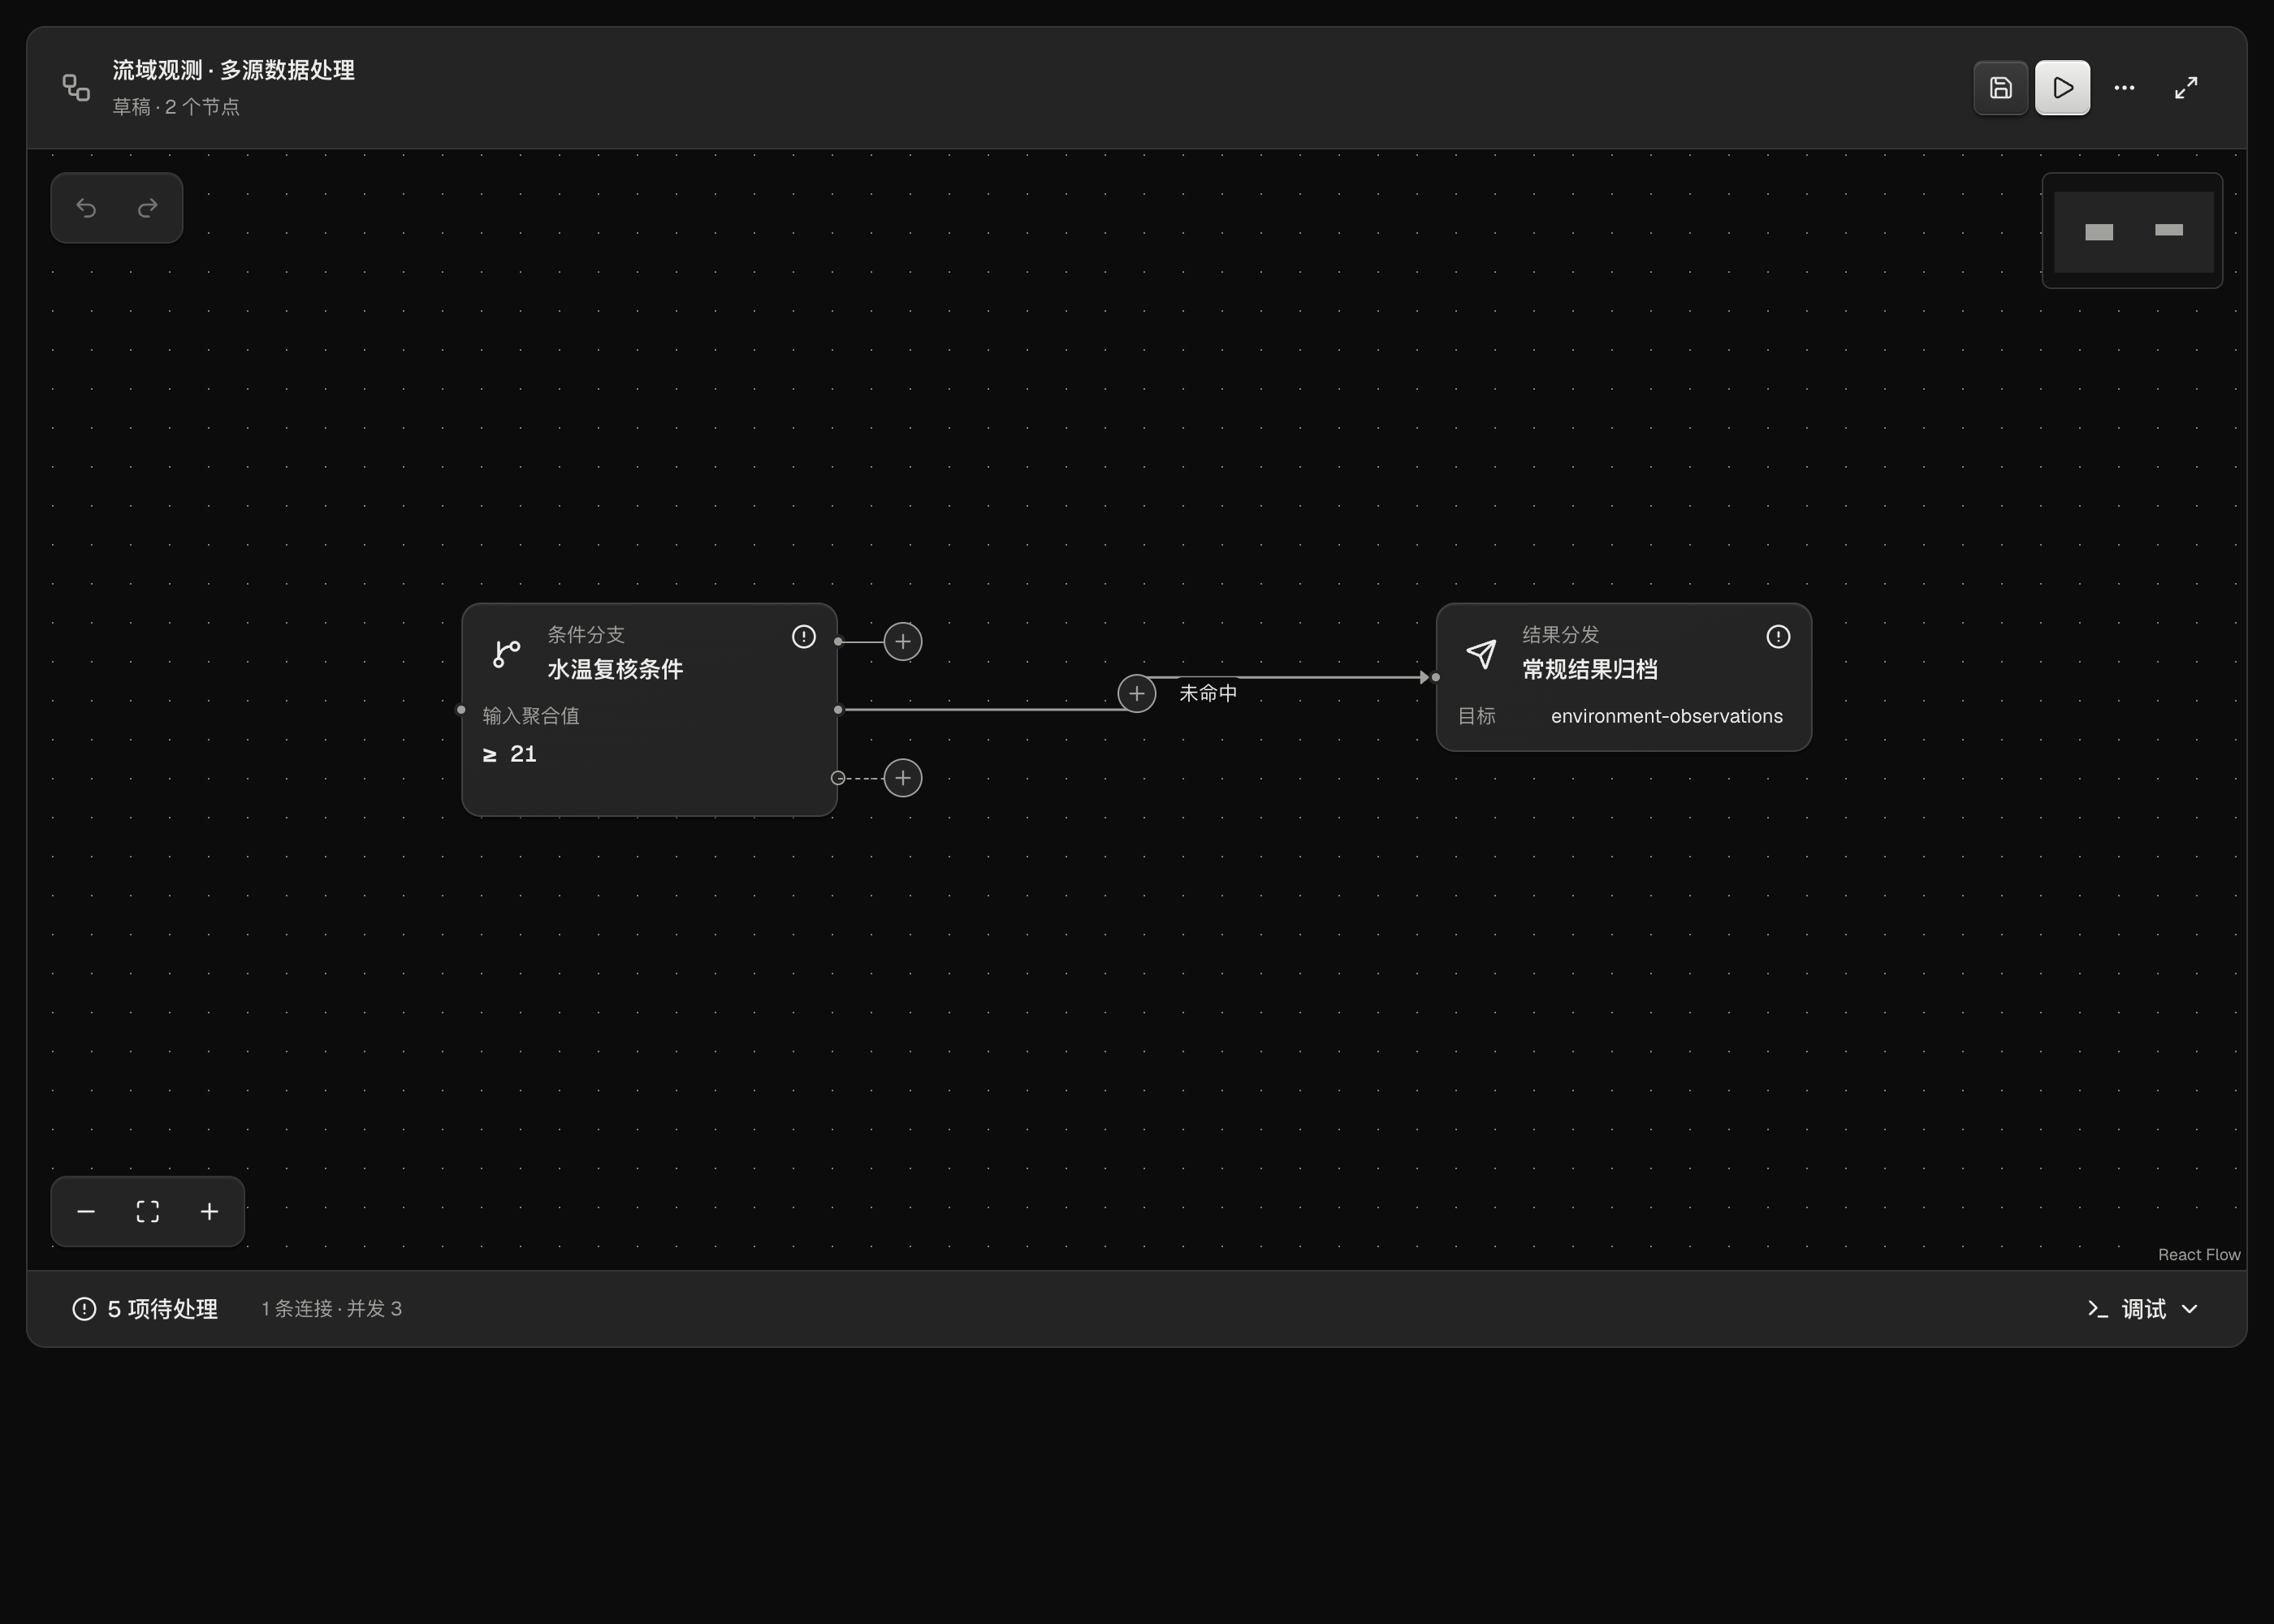 流域观测 · 多源数据处理
草稿 · 2 个节点
条件分支
水温复核条件
输入聚合值
≥ 21
未命中
结果分发
常规结果归档
目标 environment-observations
React Flow
5 项待处理
1 条连接 · 并发 3
调试